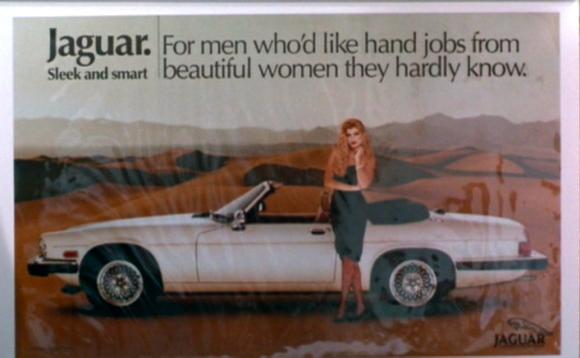 Jaguar.
Sleek and smart
For men who'd like hand jobs from
beautiful women they hardly know.
JAGUAR